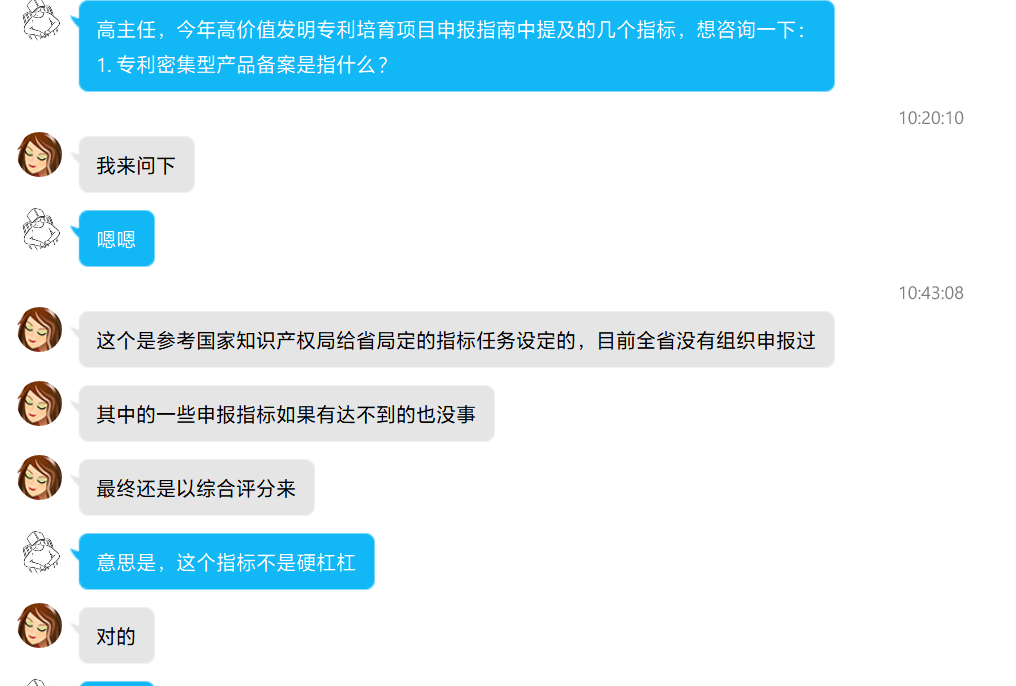 高主任，今年高价值发明专利培育项目申报指南中提及的几个指标，想咨询一下：
1. 专利密集型产品备案是指什么？
10:20:10
我来问下
嗯嗯
10:43:08
这个是参考国家知识产权局给省局定的指标任务设定的，目前全省没有组织申报过
其中的一些申报指标如果有达不到的也没事
最终还是以综合评分来
意思是，这个指标不是硬杠杠
对的